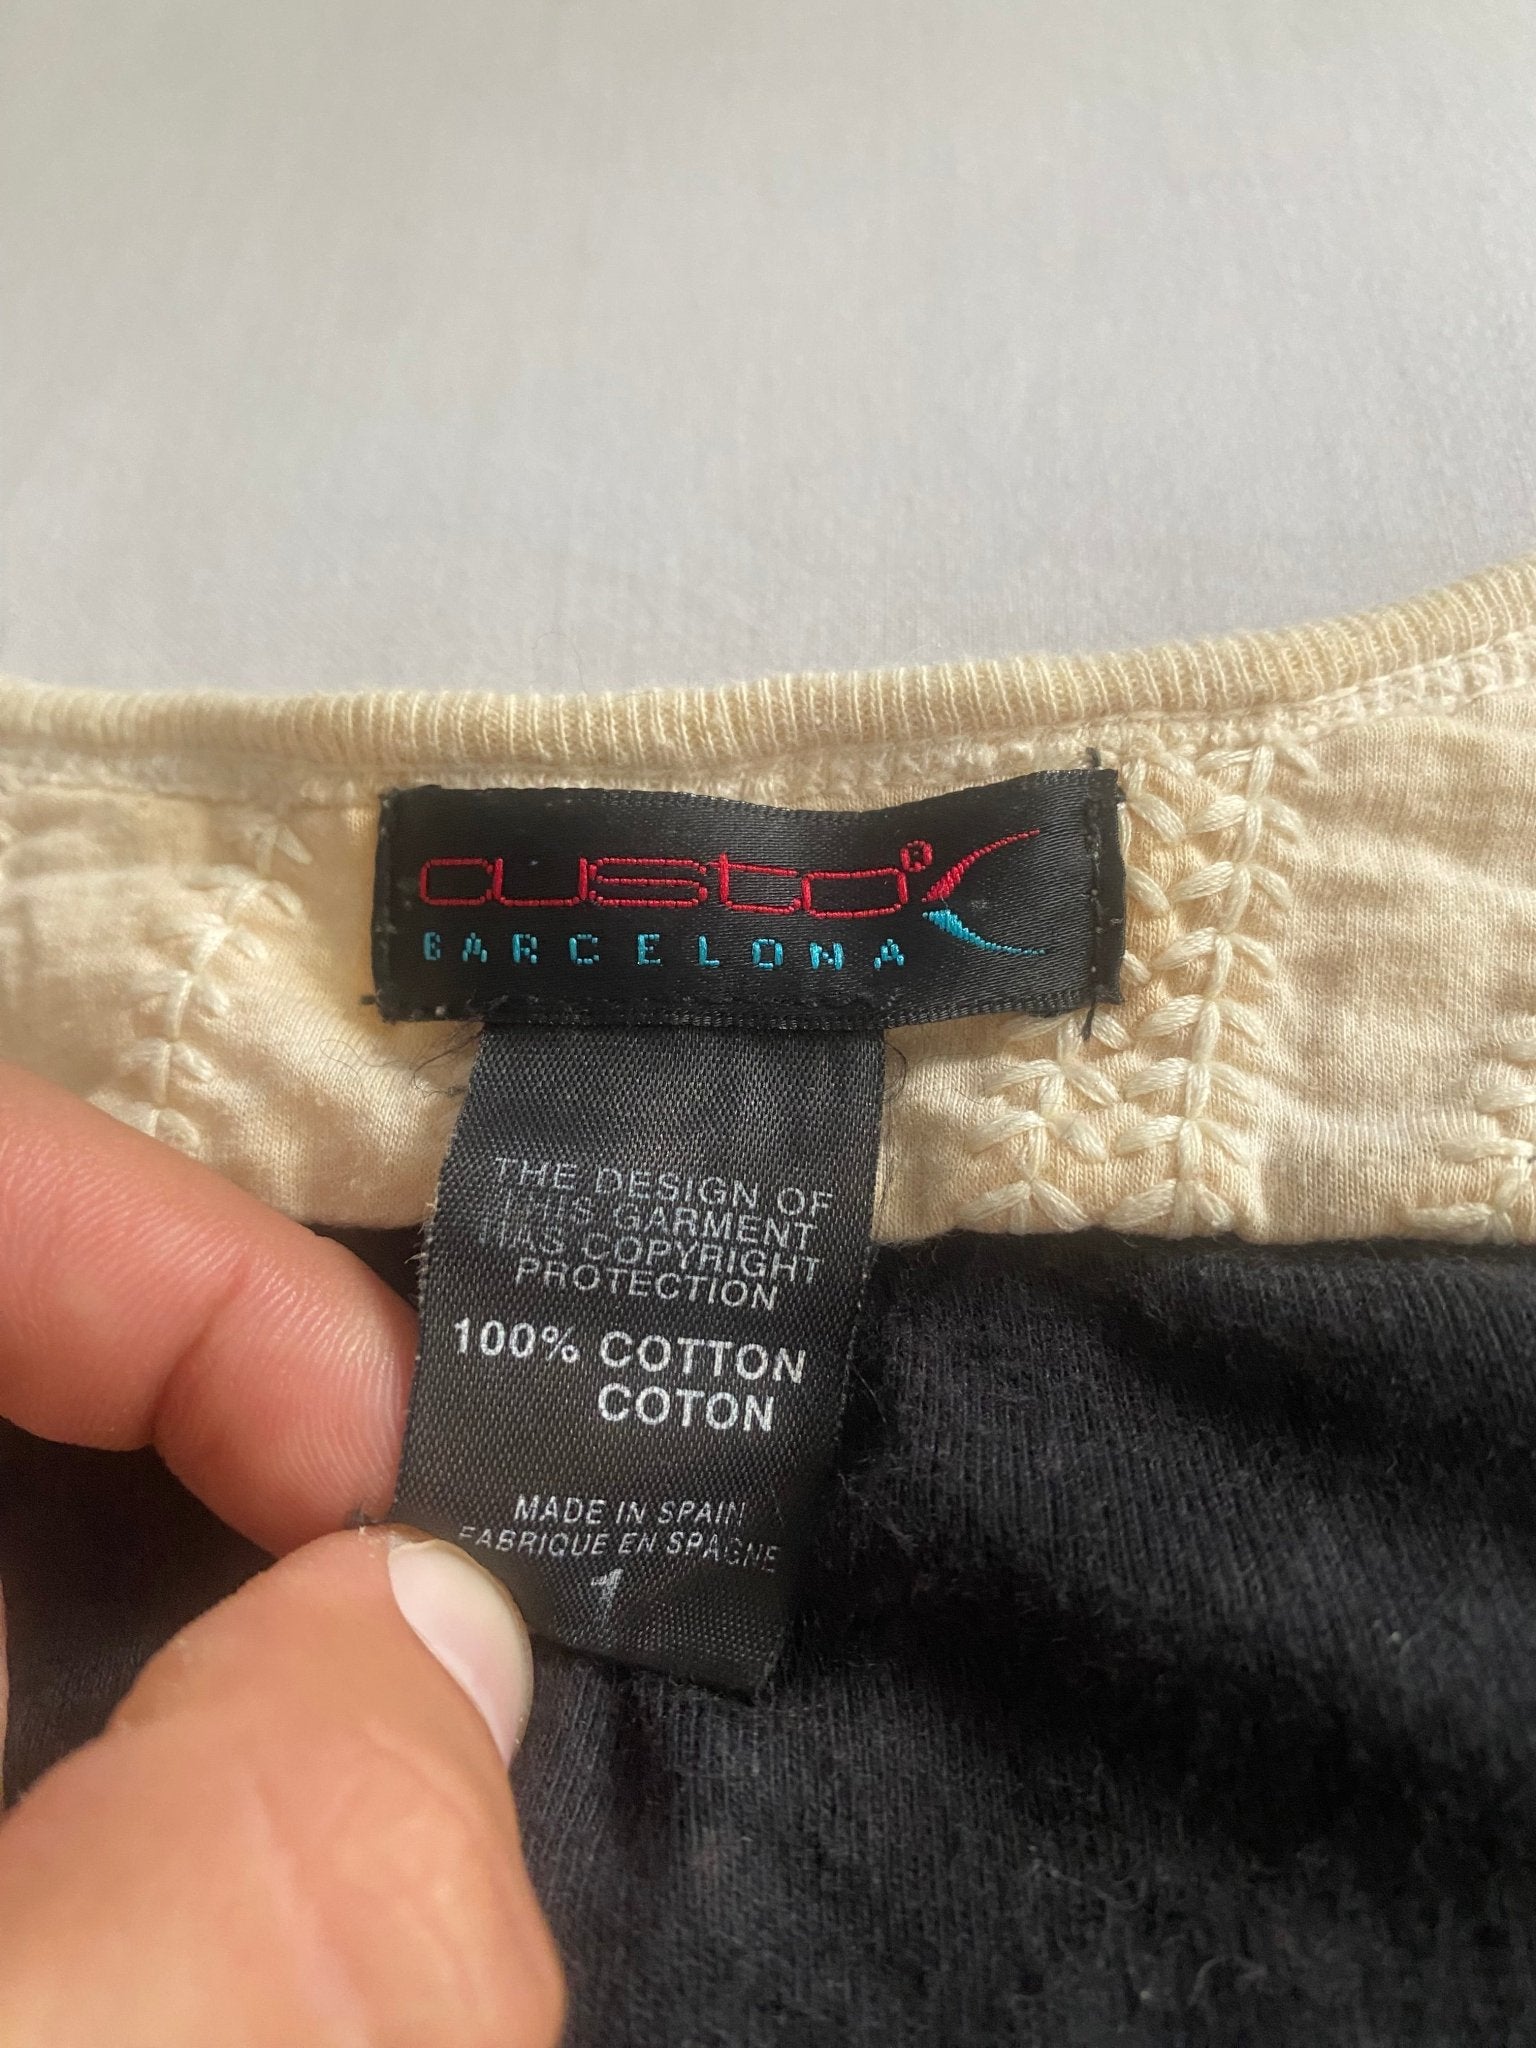 custo®
BARCELONA
THE DESIGN OF
THIS GARMENT
HAS COPYRIGHT
PROTECTION
100% COTTON
COTON
MADE IN SPAIN
FABRIQUE EN SPAGNE
1